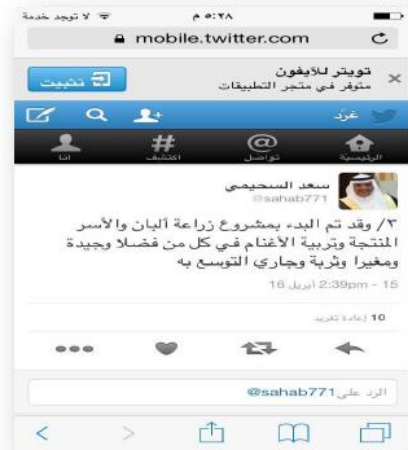 لا توجد خدمة ٥:٢٨ م
mobile.twitter.com
تويتر للآيفون
متوفر في متجر التطبيقات
تثبيت
غرّد
الرئيسية تواصل اكتشف أنا
سعد السحيمي
@sahab771
٣/ وقد تم البدء بمشروع زراعة ألبان والأسر
المنتجة وتربية الأغنام في كل من فضلا وجيدة
ومغيرا وثربة وجاري التوسع به
2:39pm - 15 أبريل 16
10 إعادة تغريد
الرد على @sahab771